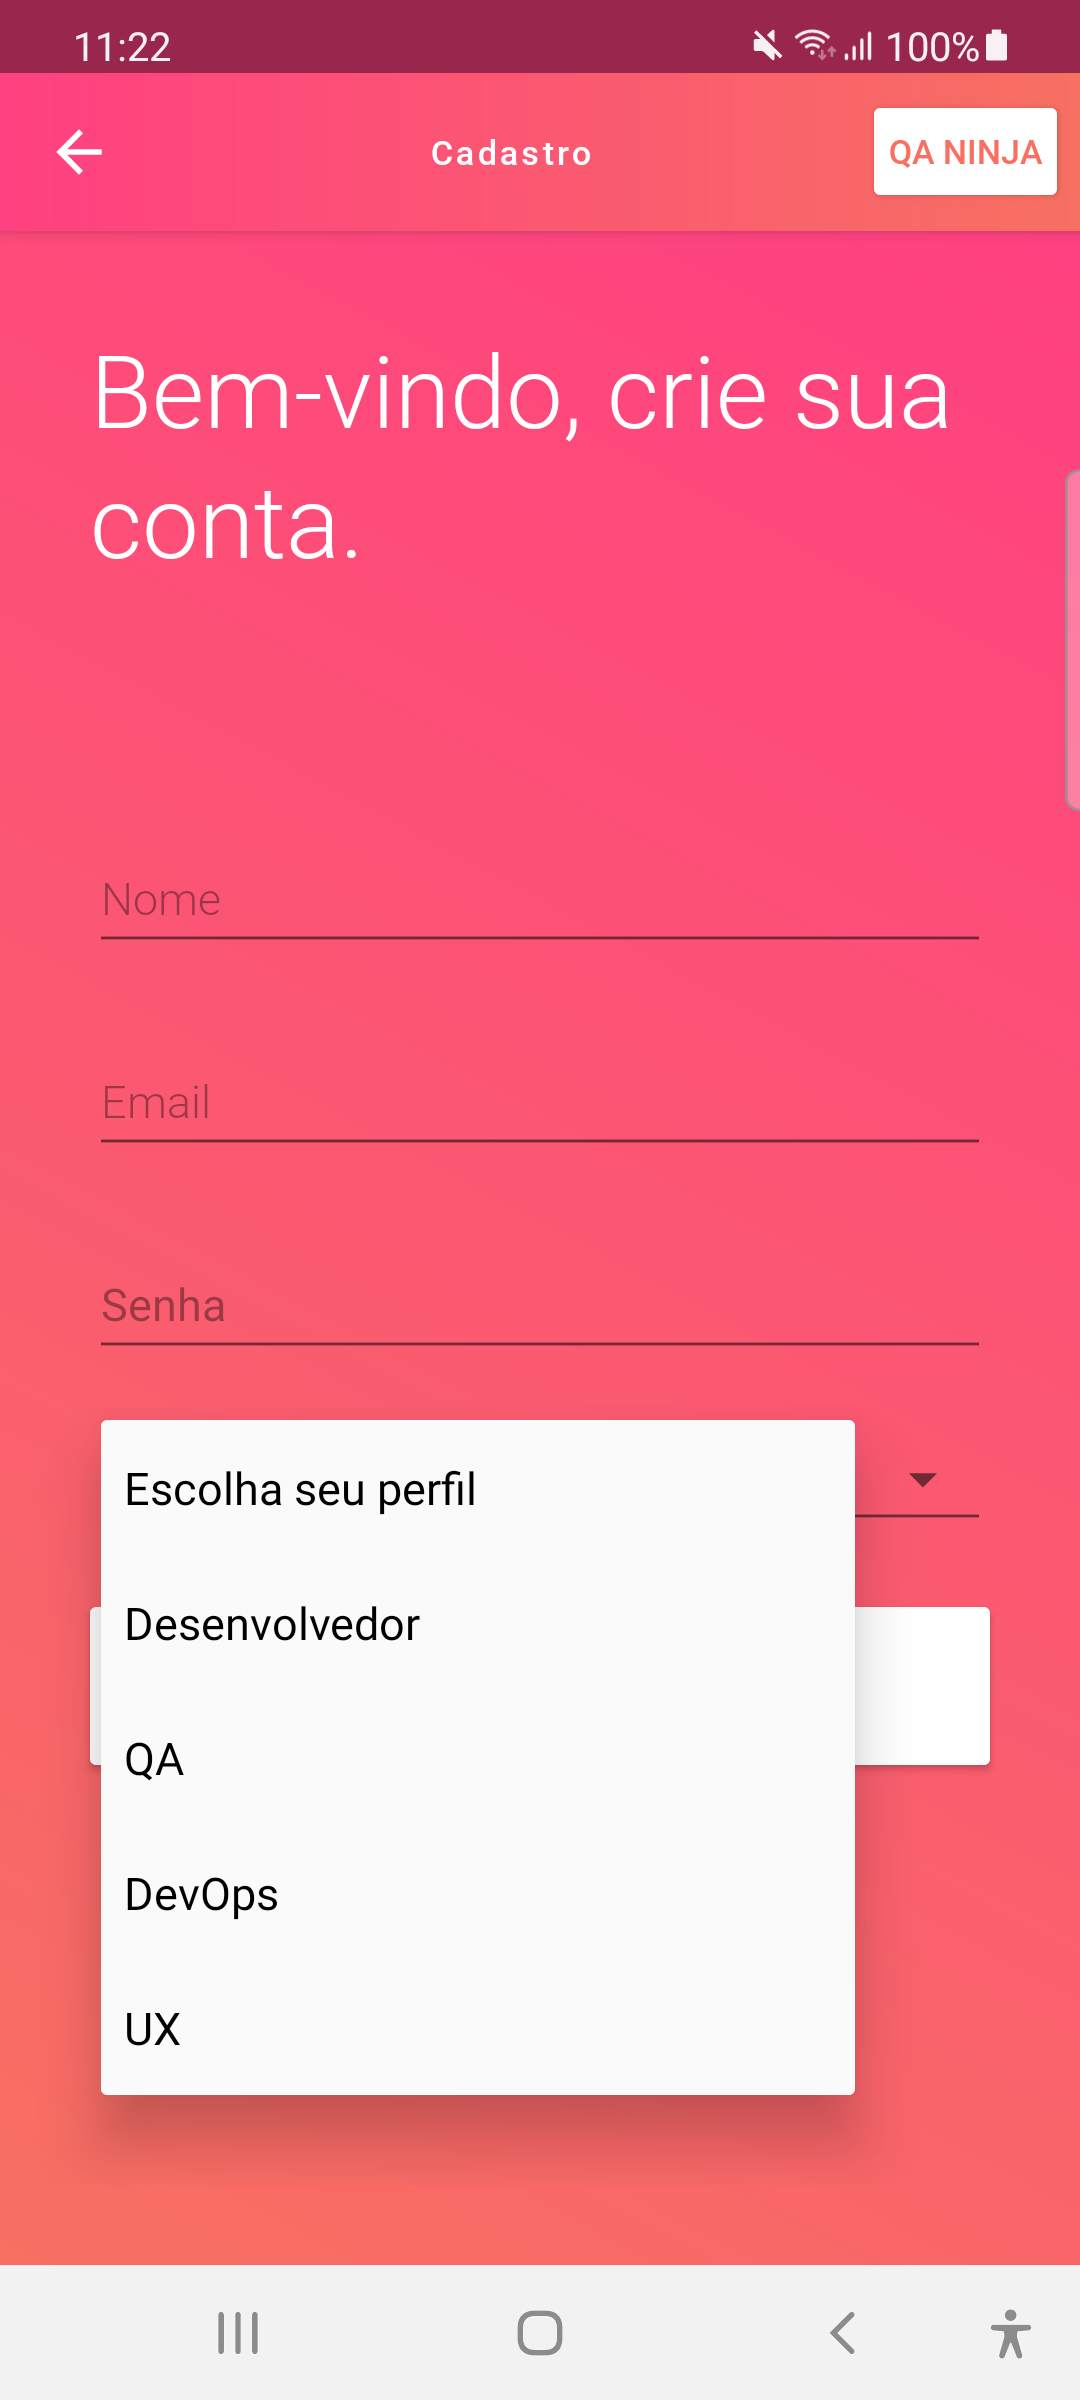 11:22
100%
Cadastro
QA NINJA
Bem-vindo, crie sua
conta.
Nome
Email
Senha
Escolha seu perfil
Desenvolvedor
QA
DevOps
UX